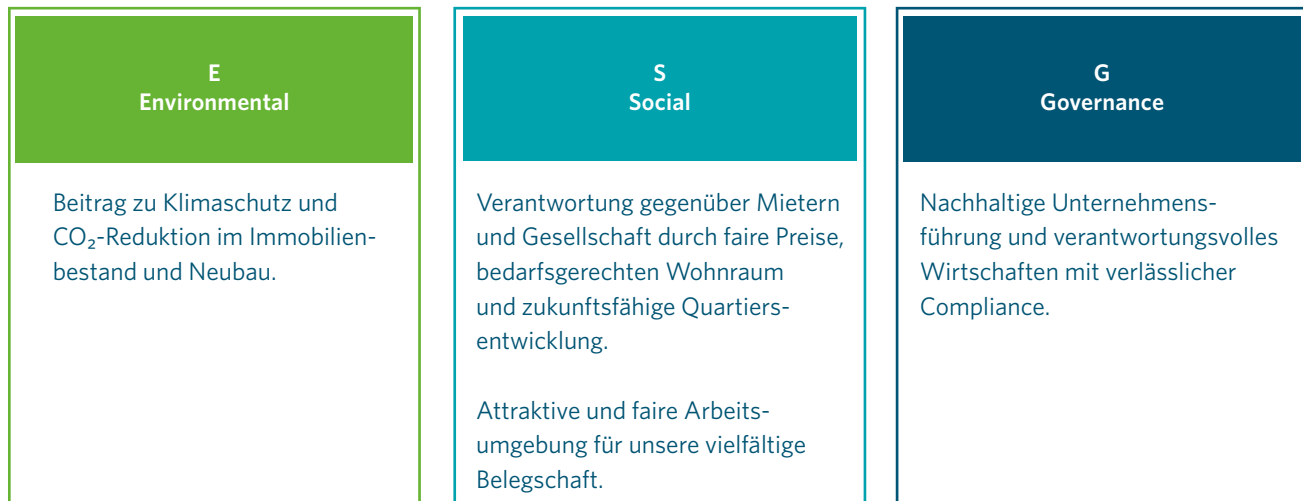 E
Environmental
Beitrag zu Klimaschutz und
CO₂-Reduktion im Immobilien-
bestand und Neubau.
S
Social
Verantwortung gegenüber Mietern
und Gesellschaft durch faire Preise,
bedarfsgerechten Wohnraum
und zukunftsfähige Quartiers-
entwicklung.
Attraktive und faire Arbeits-
umgebung für unsere vielfältige
Belegschaft.
G
Governance
Nachhaltige Unternehmens-
führung und verantwortungsvolles
Wirtschaften mit verlässlicher
Compliance.